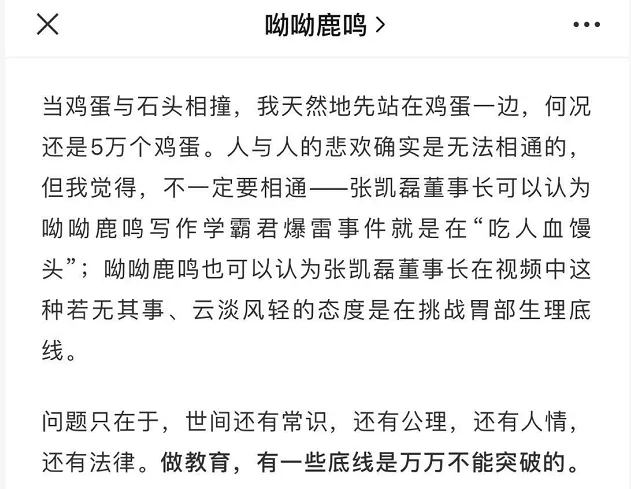 呦呦鹿鸣
当鸡蛋与石头相撞，我天然地先站在鸡蛋一边，何况
还是5万个鸡蛋。人与人的悲欢确实是无法相通的，
但我觉得，不一定要相通——张凯磊董事长可以认为
呦呦鹿鸣写作学霸君爆雷事件就是在“吃人血馒
头”；呦呦鹿鸣也可以认为张凯磊董事长在视频中这
种若无其事、云淡风轻的态度是在挑战胃部生理底
线。
问题只在于，世间还有常识，还有公理，还有人情，
还有法律。做教育，有一些底线是万万不能突破的。